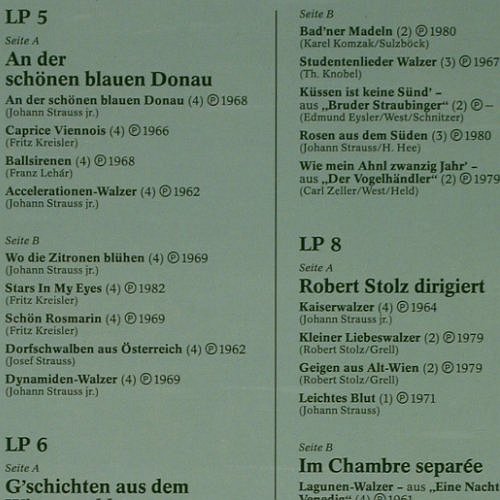 LP 5
Seite A
An der
schönen blauen Donau
An der schönen blauen Donau (4) Ⓟ 1968
(Johann Strauss jr.)
Caprice Viennois (4) Ⓟ 1966
(Fritz Kreisler)
Ballsirenen (4) Ⓟ 1968
(Franz Lehár)
Accelerationen-Walzer (4) Ⓟ 1962
(Johann Strauss jr.)
Seite B
Wo die Zitronen blühen (4) Ⓟ 1969
(Johann Strauss jr.)
Stars In My Eyes (4) Ⓟ 1982
(Fritz Kreisler)
Schön Rosmarin (4) Ⓟ 1969
(Fritz Kreisler)
Dorfschwalben aus Österreich (4) Ⓟ 1962
(Josef Strauss)
Dynamiden-Walzer (4) Ⓟ 1969
(Johann Strauss jr.)
LP 6
Seite A
G'schichten aus dem
Seite B
Bad'ner Madeln (2) Ⓟ 1980
(Karel Komzak/Sulzböck)
Studentenlieder Walzer (3) Ⓟ 1967
(Th. Knobel)
Küssen ist keine Sünd' –
aus „Bruder Straubinger“ (2) Ⓟ –
(Edmund Eysler/West/Schnitzer)
Rosen aus dem Süden (3) Ⓟ 1980
(Johann Strauss/H. Hee)
Wie mein Ahnl zwanzig Jahr' –
aus „Der Vogelhändler“ (2) Ⓟ 1979
(Carl Zeller/West/Held)
LP 8
Seite A
Robert Stolz dirigiert
Kaiserwalzer (4) Ⓟ 1964
(Johann Strauss jr.)
Kleiner Liebeswalzer (2) Ⓟ 1979
(Robert Stolz/Grell)
Geigen aus Alt-Wien (2) Ⓟ 1979
(Robert Stolz/Grell)
Leichtes Blut (1) Ⓟ 1971
(Johann Strauss)
Seite B
Im Chambre separée
Lagunen-Walzer – aus „Eine Nacht